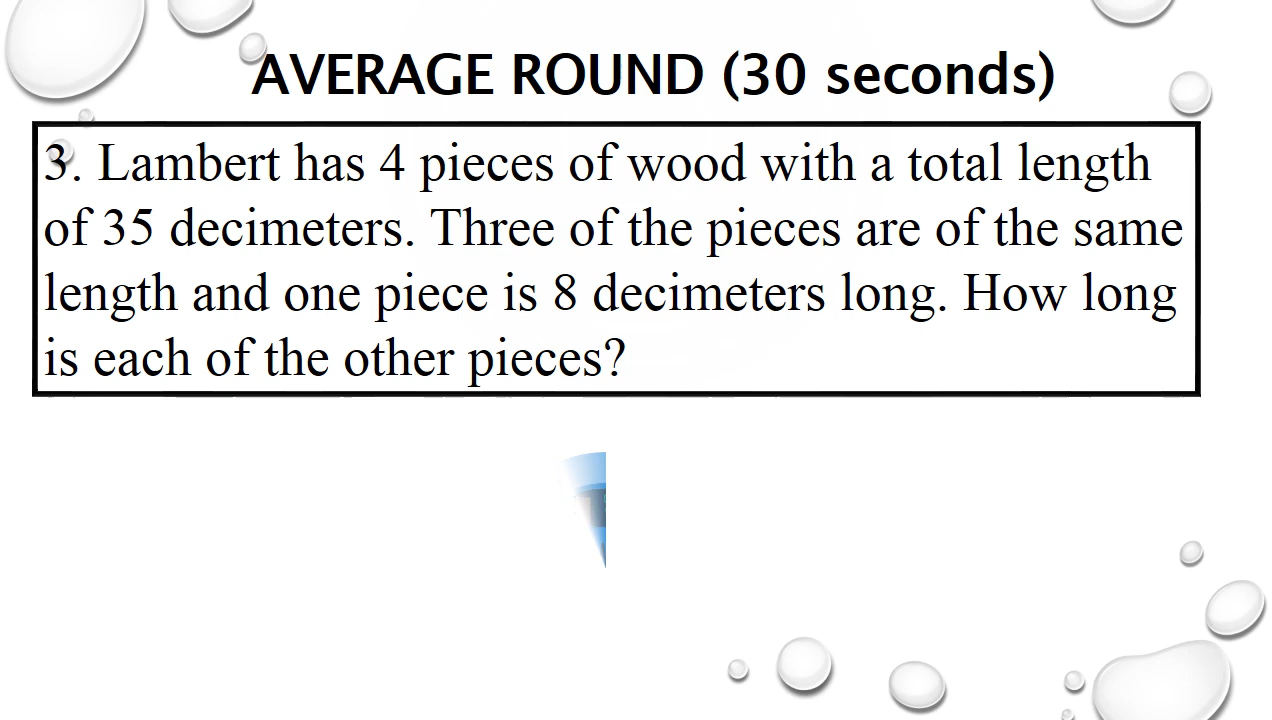 AVERAGE ROUND (30 seconds)
3. Lambert has 4 pieces of wood with a total length
of 35 decimeters. Three of the pieces are of the same
length and one piece is 8 decimeters long. How long
is each of the other pieces?